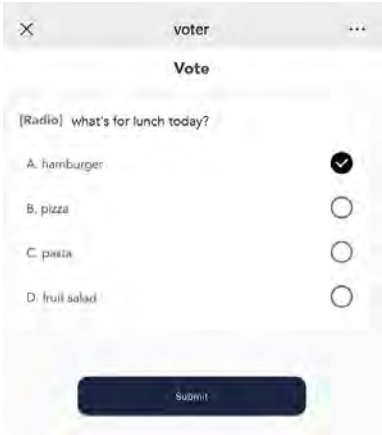 voter
Vote
[Radio] what's for lunch today?
A. hamburger
B. pizza
C. pasta
D. fruit salad
Submit